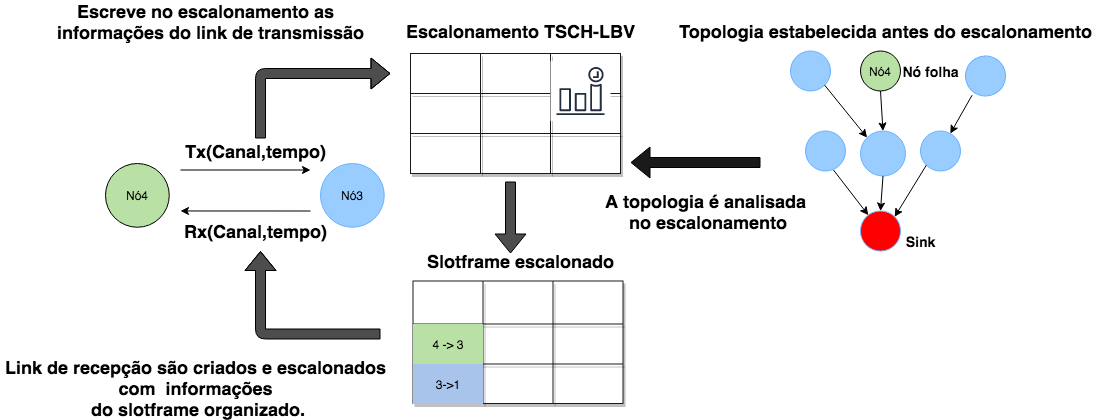 Escreve no escalonamento as
informações do link de transmissão
Escalonamento TSCH-LBV
Topologia estabelecida antes do escalonamento
Nó4
Nó folha
Tx(Canal,tempo)
Nó4
Nó3
Rx(Canal,tempo)
A topologia é analisada
no escalonamento
Sink
Slotframe escalonado
4 -> 3
3->1
Link de recepção são criados e escalonados
com informações
do slotframe organizado.